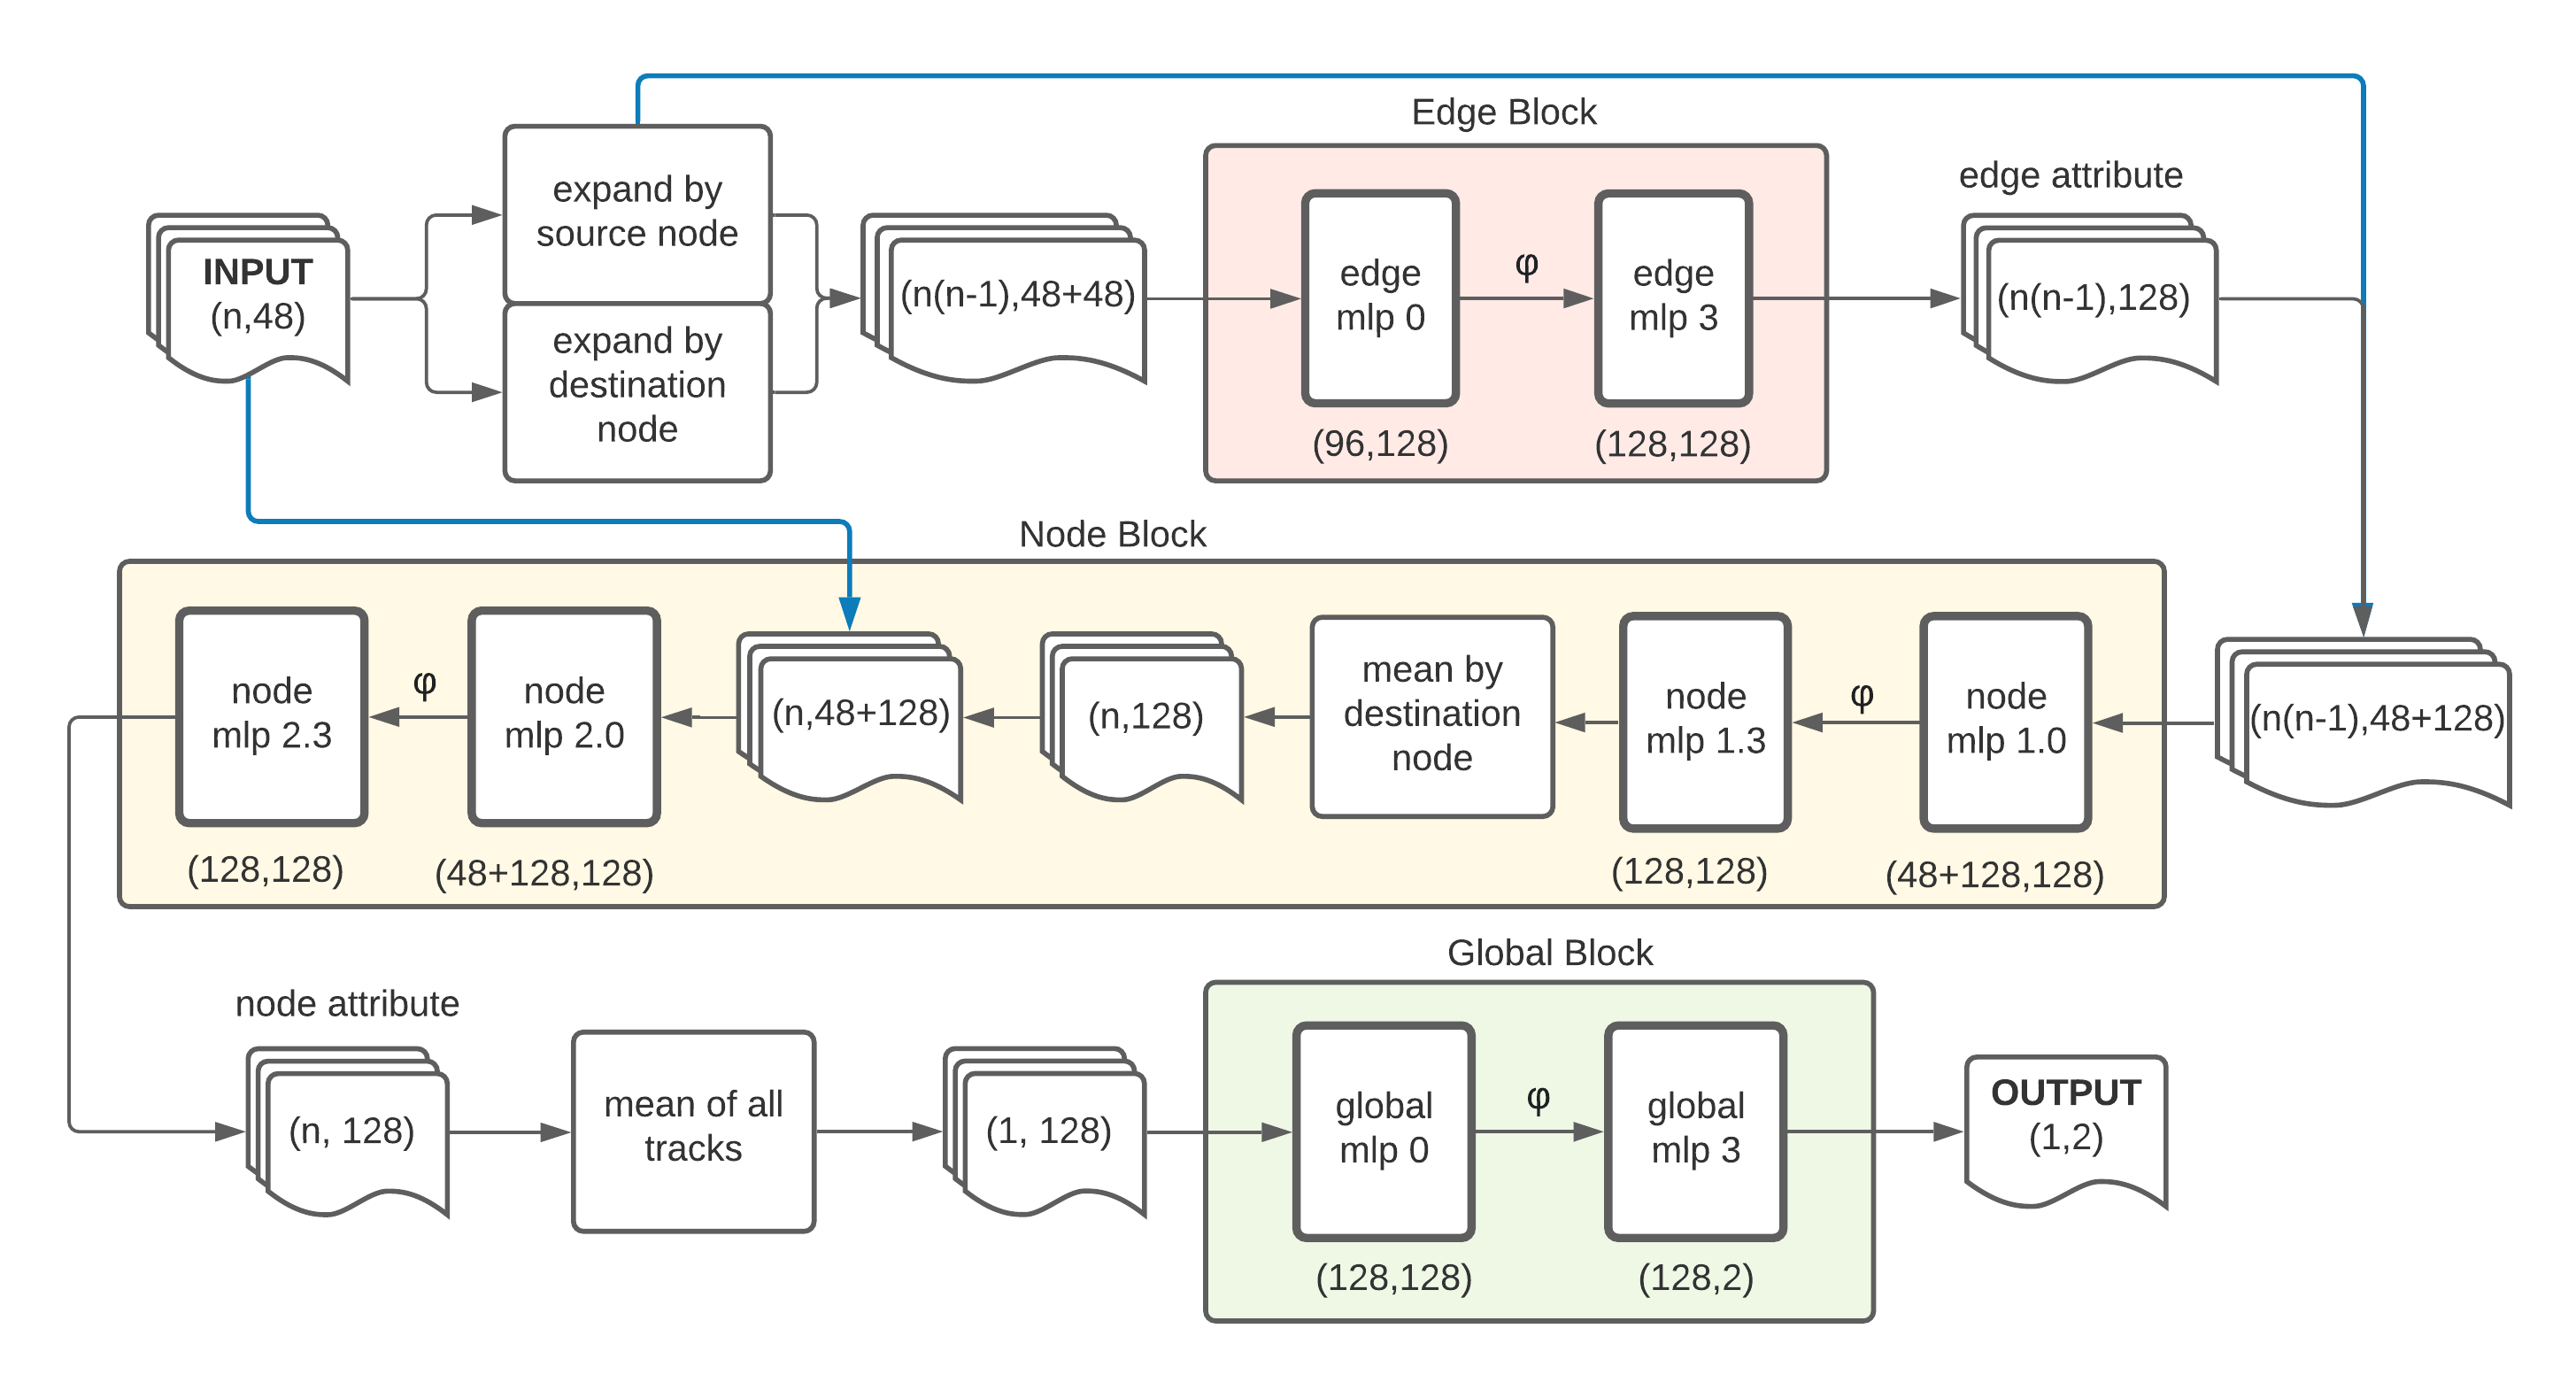 Edge Block
expand by
source node
edge attribute
INPUT
(n,48)
expand by
destination
node
(n(n-1),48+48)
edge
mlp 0
φ
edge
mlp 3
(n(n-1),128)
(96,128)
(128,128)
Node Block
node
mlp 2.3
φ
node
mlp 2.0
(n,48+128)
(n,128)
mean by
destination
node
node
mlp 1.3
φ
node
mlp 1.0
(n(n-1),48+128)
(128,128)
(48+128,128)
(128,128)
(48+128,128)
Global Block
node attribute
(n, 128)
mean of all
tracks
(1, 128)
global
mlp 0
φ
global
mlp 3
OUTPUT
(1,2)
(128,128)
(128,2)